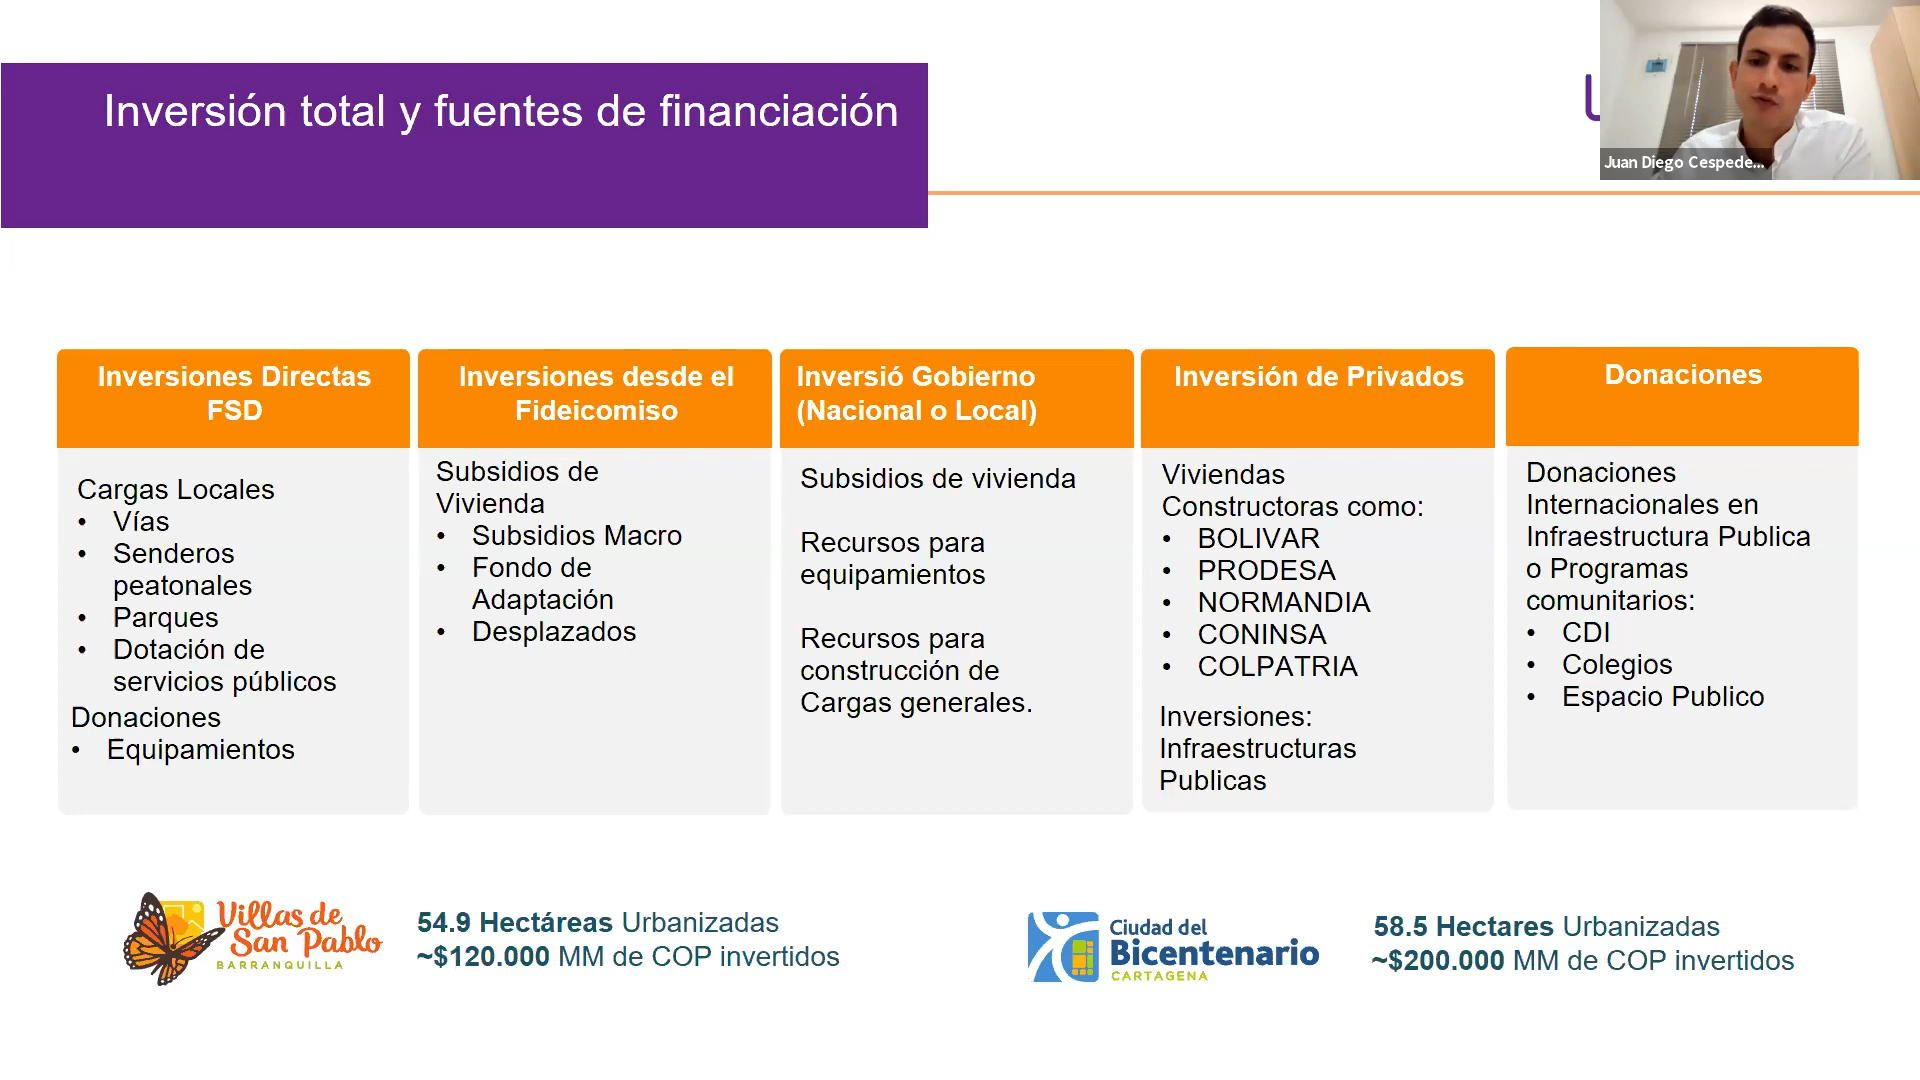 Inversión total y fuentes de financiación
Juan Diego Cespede...
Inversiones Directas
FSD
Cargas Locales
• Vías
• Senderos
peatonales
• Parques
• Dotación de
servicios públicos
Donaciones
• Equipamientos
Inversiones desde el
Fideicomiso
Subsidios de
Vivienda
• Subsidios Macro
• Fondo de
Adaptación
• Desplazados
Inversió Gobierno
(Nacional o Local)
Subsidios de vivienda
Recursos para
equipamientos
Recursos para
construcción de
Cargas generales.
Inversión de Privados
Viviendas
Constructoras como:
• BOLIVAR
• PRODESA
• NORMANDIA
• CONINSA
• COLPATRIA
Inversiones:
Infraestructuras
Publicas
Donaciones
Donaciones
Internacionales en
Infraestructura Publica
o Programas
comunitarios:
• CDI
• Colegios
• Espacio Publico
Villas de
San Pablo
BARRANQUILLA
54.9 Hectáreas Urbanizadas
~$120.000 MM de COP invertidos
Ciudad del
Bicentenario
CARTAGENA
58.5 Hectares Urbanizadas
~$200.000 MM de COP invertidos